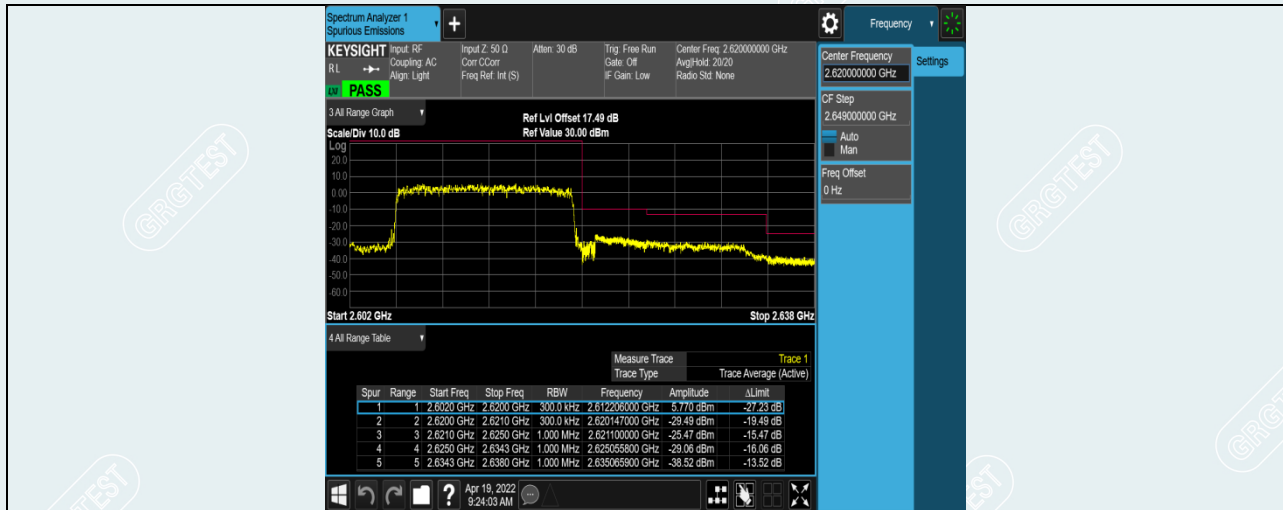 Spectrum Analyzer 1
Spurious Emissions
+
Frequency
KEYSIGHT Input: RF Input Z: 50 Ω Atten: 30 dB Trig: Free Run Center Freq: 2.620000000 GHz
RL Coupling: AC Corr CCorr Gate: Off Avg|Hold: 20/20
Align: Light Freq Ref: Int (S) IF Gain: Low Radio Std: None
PASS
Center Frequency
2.620000000 GHz
Settings
CF Step
2.649000000 GHz
Auto
Man
Freq Offset
0 Hz
3 All Range Graph
Ref Lvl Offset 17.49 dB
Scale/Div 10.0 dB Ref Value 30.00 dBm
Log
20.0
10.0
0.00
-10.0
-20.0
-30.0
-40.0
-50.0
-60.0
Start 2.602 GHz Stop 2.638 GHz
4 All Range Table
Measure Trace Trace 1
Trace Type Trace Average (Active)
Spur Range Start Freq Stop Freq RBW Frequency Amplitude ΔLimit
1 1 2.6020 GHz 2.6200 GHz 300.0 kHz 2.612206000 GHz 5.770 dBm -27.23 dB
2 2 2.6200 GHz 2.6210 GHz 300.0 kHz 2.620147000 GHz -29.49 dBm -19.49 dB
3 3 2.6210 GHz 2.6250 GHz 1.000 MHz 2.621100000 GHz -25.47 dBm -15.47 dB
4 4 2.6250 GHz 2.6343 GHz 1.000 MHz 2.625055800 GHz -29.06 dBm -16.06 dB
5 5 2.6343 GHz 2.6380 GHz 1.000 MHz 2.635065900 GHz -38.52 dBm -13.52 dB
?
Apr 19, 2022
9:24:03 AM
GRGTEST
GRGTEST
GRGTEST
GRGTEST